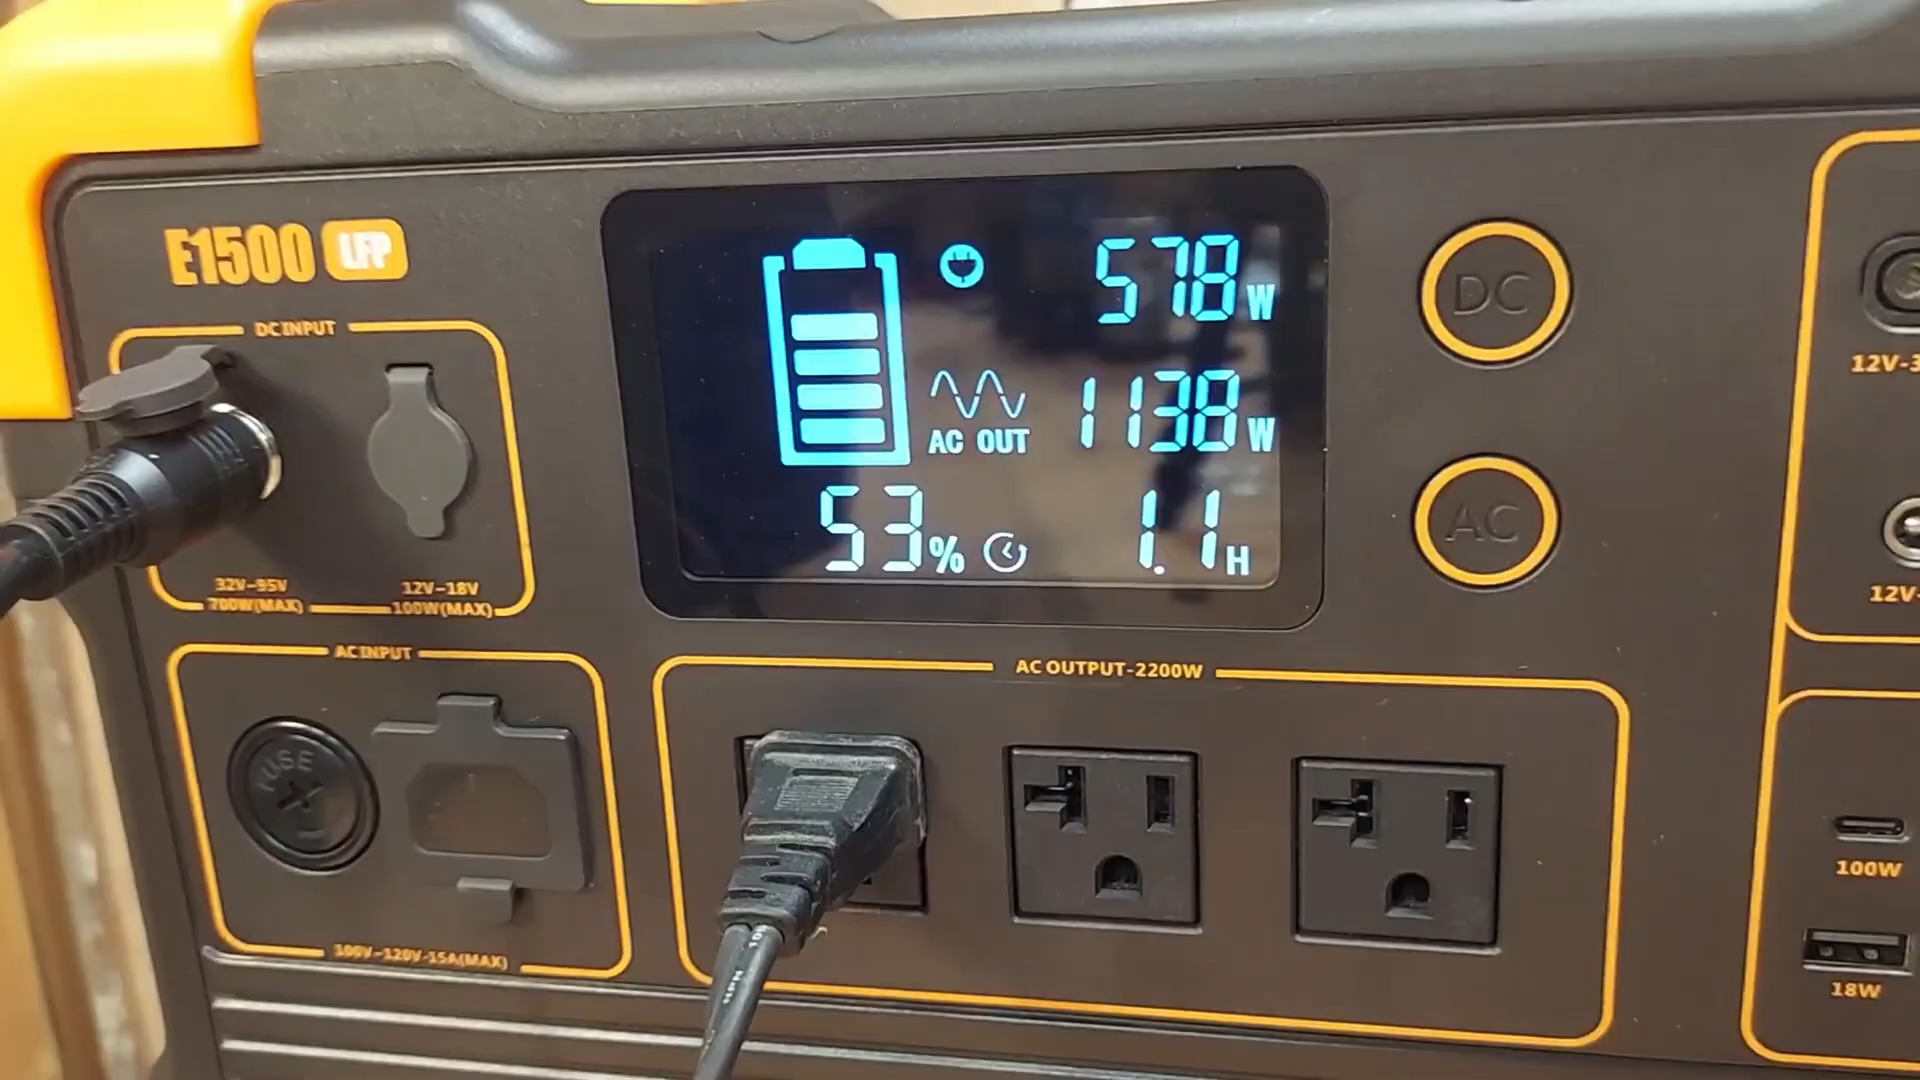 E1500 LFP
DC INPUT
32V-95V
700W(MAX)
12V-18V
100W(MAX)
578W
AC OUT
1138W
53%
1.1H
DC
AC
AC INPUT
FUSE
100V-120V-15A(MAX)
AC OUTPUT-2200W
12V-3
12V-
100W
18W